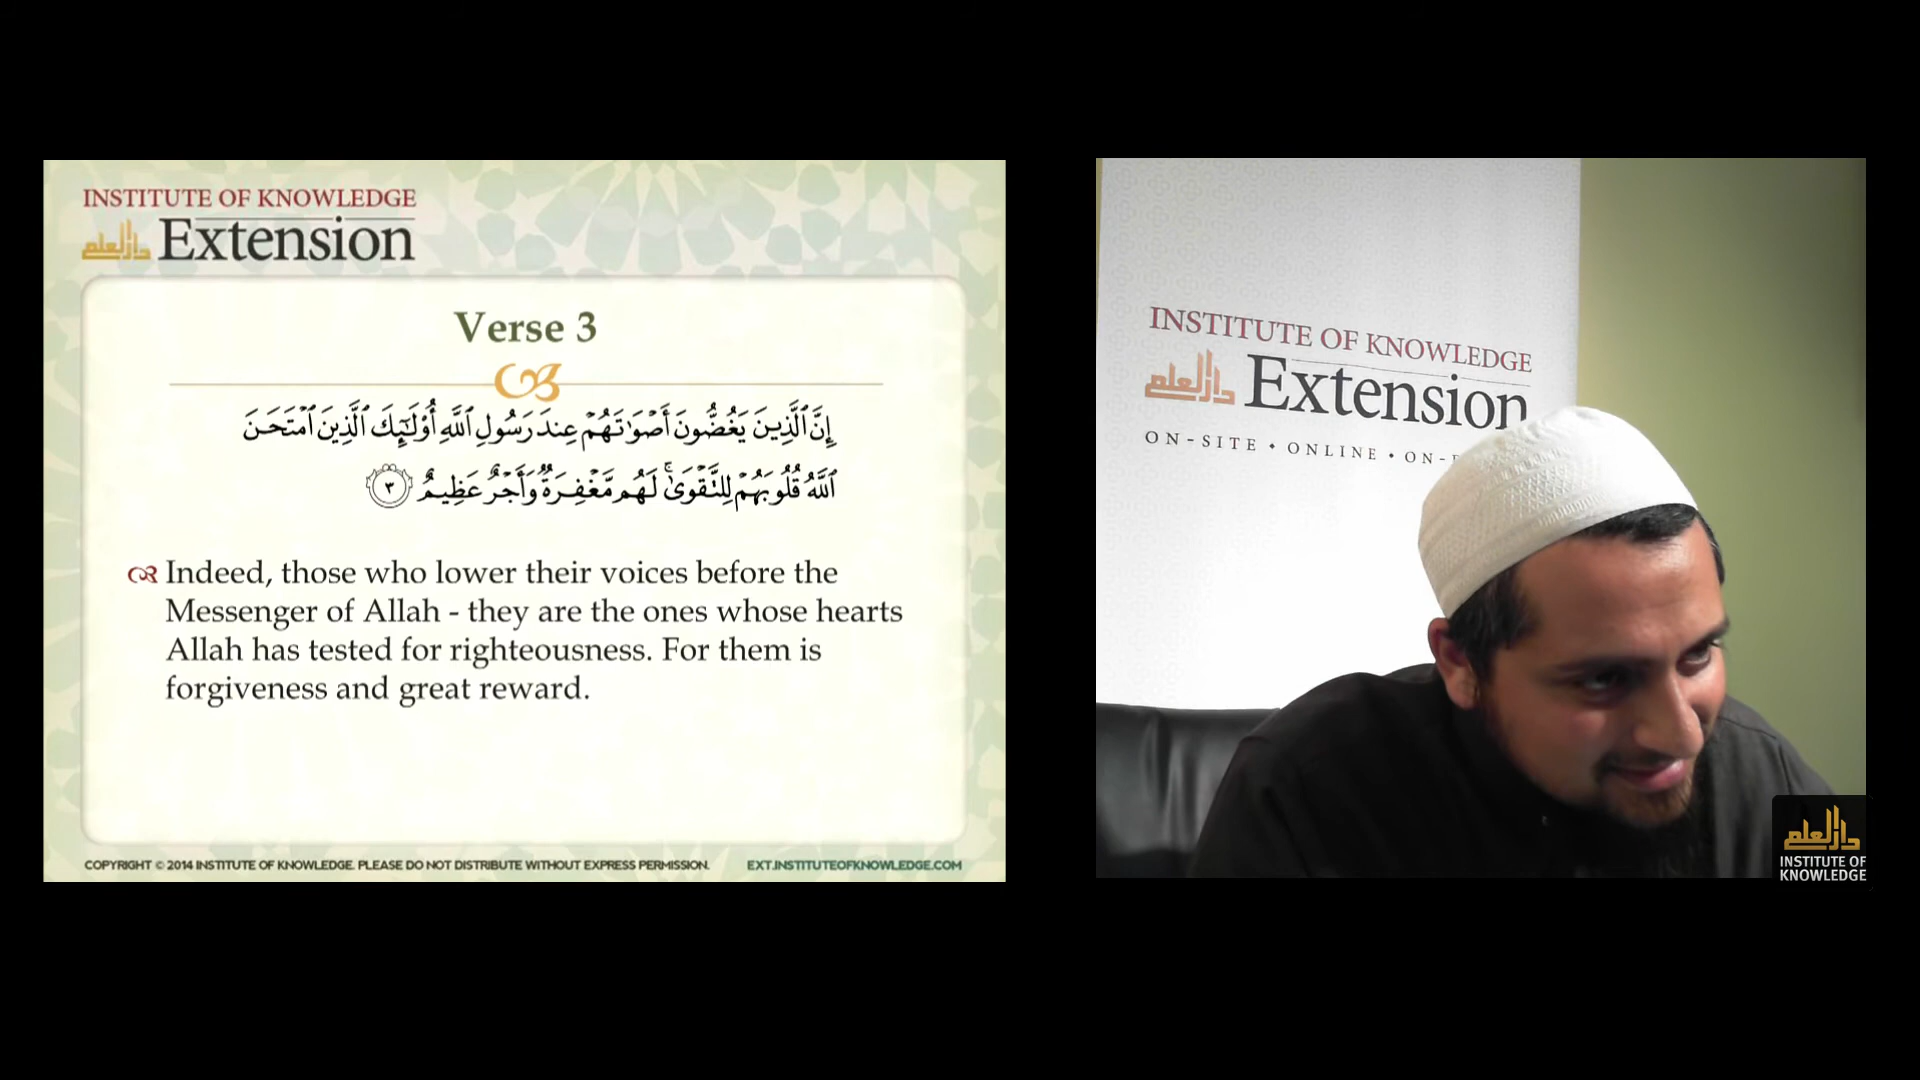 INSTITUTE OF KNOWLEDGE
دار العلم Extension
Verse 3
إِنَّ ٱلَّذِينَ يَغُضُّونَ أَصْوَٰتَهُمْ عِندَ رَسُولِ ٱللَّهِ أُو۟لَـٰٓئِكَ ٱلَّذِينَ ٱمْتَحَنَ
ٱللَّهُ قُلُوبَهُمْ لِلتَّقْوَىٰ ۚ لَهُم مَّغْفِرَةٌ وَأَجْرٌ عَظِيمٌ ٣
Indeed, those who lower their voices before the
Messenger of Allah - they are the ones whose hearts
Allah has tested for righteousness. For them is
forgiveness and great reward.
COPYRIGHT © 2014 INSTITUTE OF KNOWLEDGE. PLEASE DO NOT DISTRIBUTE WITHOUT EXPRESS PERMISSION. EXT.INSTITUTEOFKNOWLEDGE.COM
INSTITUTE OF KNOWLEDGE
دار العلم Extension
ON-SITE • ONLINE • ON-
دار العلم
INSTITUTE OF
KNOWLEDGE